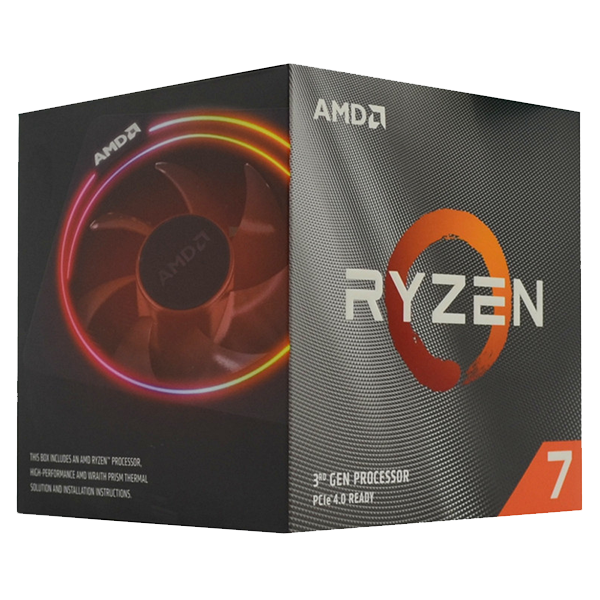 AMD
AMD
THIS BOX INCLUDES AN AMD RYZEN™ PROCESSOR,
HIGH-PERFORMANCE AMD WRAITH PRISM THERMAL
SOLUTION AND INSTALLATION INSTRUCTIONS.
AMD
RYZEN
3RD GEN PROCESSOR
PCIe® 4.0 READY
7